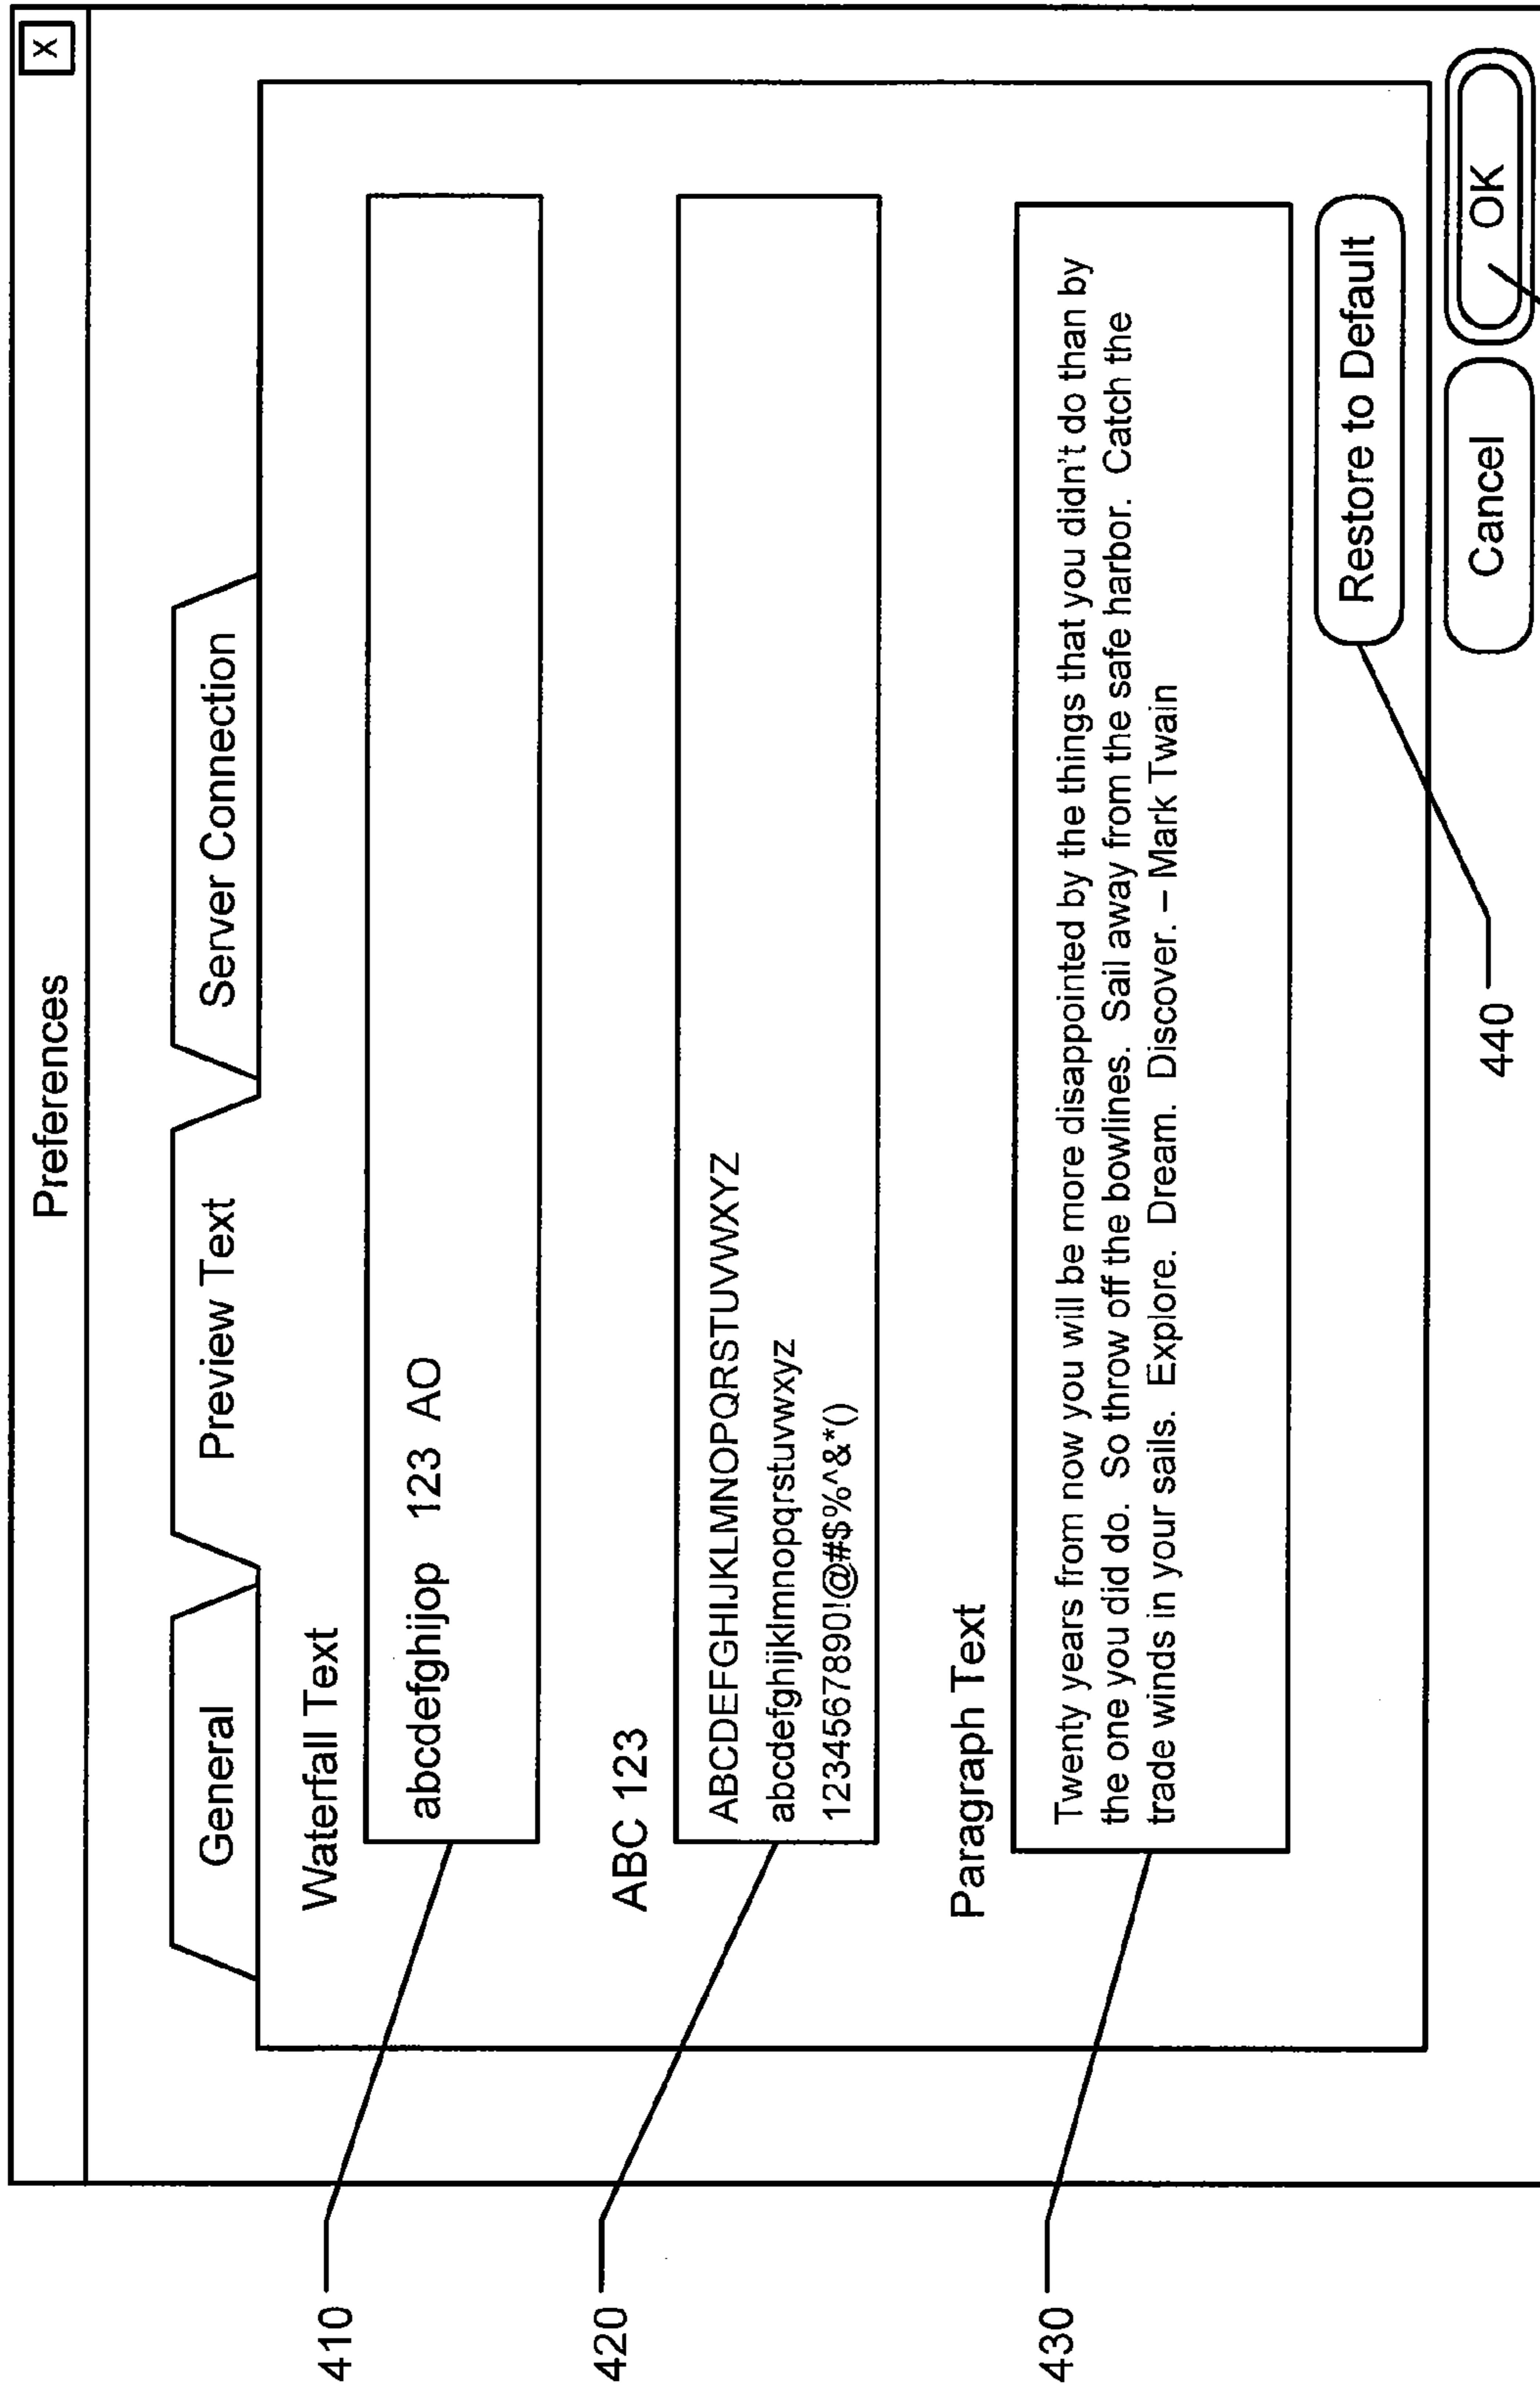 Preferences
X
General
Preview Text
Server Connection
Waterfall Text
410
abcdefghijop 123 AO
ABC 123
420
ABCDEFGHIJKLMNOPQRSTUVWXYZ
abcdefghijklmnopqrstuvwxyz
1234567890!@#$%^&*()
Paragraph Text
430
Twenty years from now you will be more disappointed by the things that you didn't do than by
the one you did do. So throw off the bowlines. Sail away from the safe harbor. Catch the
trade winds in your sails. Explore. Dream. Discover. – Mark Twain
Restore to Default
440
Cancel
OK